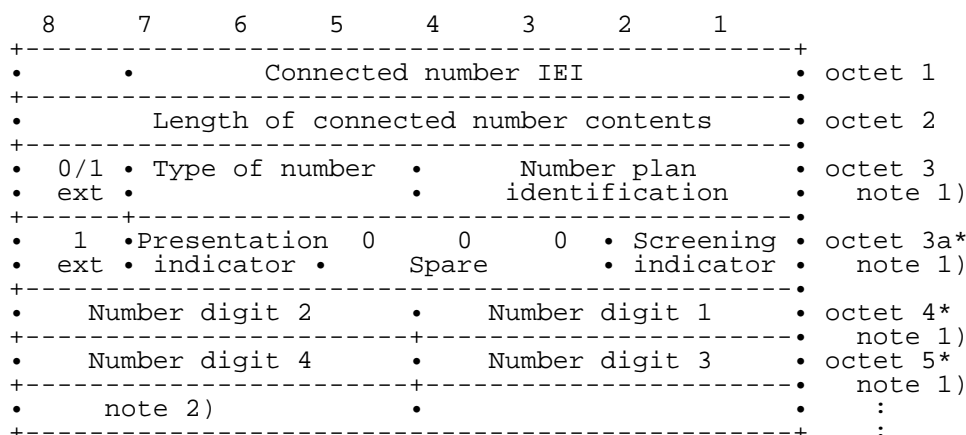 8 7 6 5 4 3 2 1
+-----------------------------------------------+
• • Connected number IEI • octet 1
+-----------------------------------------------•
• Length of connected number contents • octet 2
+-----------------------------------------------•
• 0/1 • Type of number • Number plan • octet 3
• ext • • identification • note 1)
+------+----------------------------------------•
• 1 •Presentation 0 0 0 • Screening • octet 3a*
• ext • indicator • Spare • indicator • note 1)
+-----------------------------------------------•
• Number digit 2 • Number digit 1 • octet 4*
+------------------------+----------------------• note 1)
• Number digit 4 • Number digit 3 • octet 5*
+------------------------+----------------------• note 1)
• note 2) • • :
+-----------------------------------------------+ :